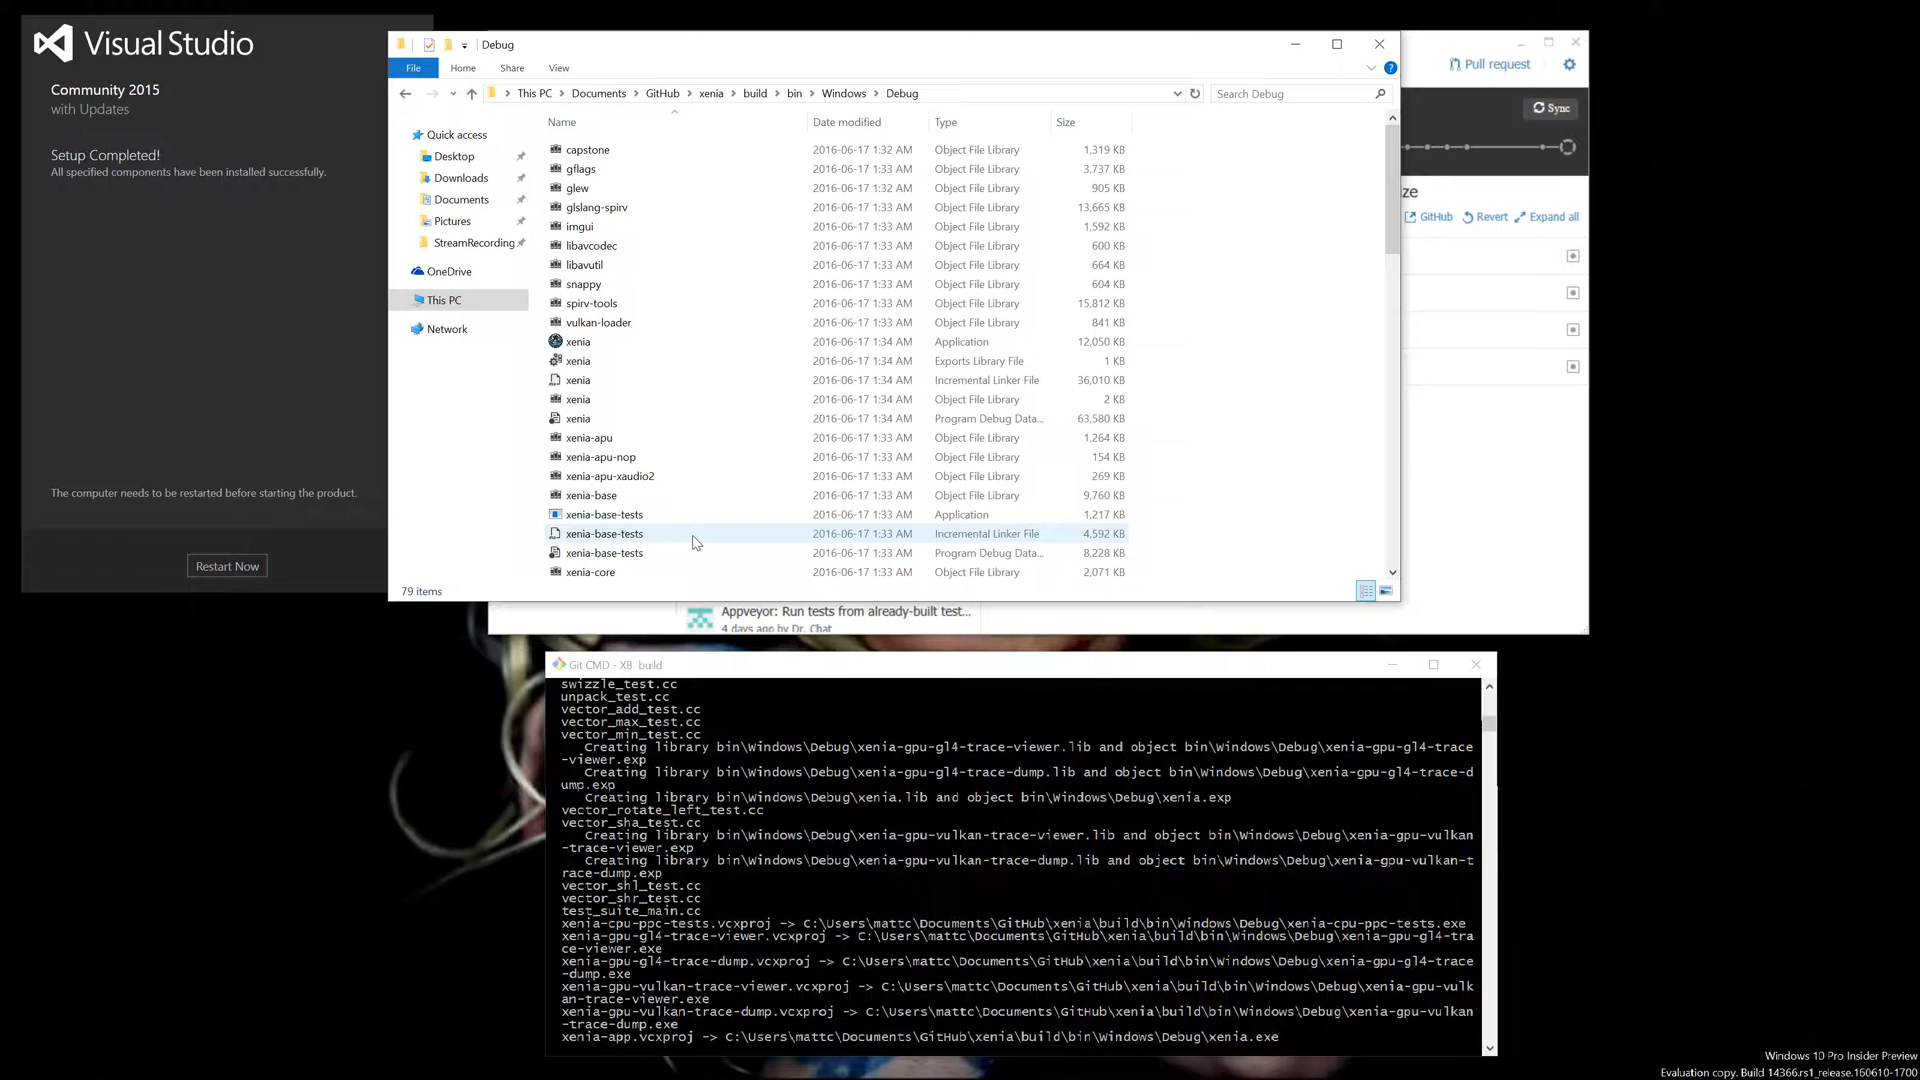 Visual Studio
Community 2015
with Updates
Setup Completed!
All specified components have been installed successfully.
The computer needs to be restarted before starting the product.
Restart Now
Debug
File Home Share View
This PC > Documents > GitHub > xenia > build > bin > Windows > Debug
Search Debug
Quick access
Desktop
Downloads
Documents
Pictures
StreamRecording
OneDrive
This PC
Network
Name Date modified Type Size
capstone 2016-06-17 1:32 AM Object File Library 1,319 KB
gflags 2016-06-17 1:33 AM Object File Library 3,737 KB
glew 2016-06-17 1:32 AM Object File Library 905 KB
glslang-spirv 2016-06-17 1:33 AM Object File Library 13,665 KB
imgui 2016-06-17 1:33 AM Object File Library 1,592 KB
libavcodec 2016-06-17 1:33 AM Object File Library 600 KB
libavutil 2016-06-17 1:33 AM Object File Library 664 KB
snappy 2016-06-17 1:33 AM Object File Library 604 KB
spirv-tools 2016-06-17 1:33 AM Object File Library 15,812 KB
vulkan-loader 2016-06-17 1:33 AM Object File Library 841 KB
xenia 2016-06-17 1:34 AM Application 12,050 KB
xenia 2016-06-17 1:34 AM Exports Library File 1 KB
xenia 2016-06-17 1:34 AM Incremental Linker File 36,010 KB
xenia 2016-06-17 1:34 AM Object File Library 2 KB
xenia 2016-06-17 1:34 AM Program Debug Data... 63,580 KB
xenia-apu 2016-06-17 1:33 AM Object File Library 1,264 KB
xenia-apu-nop 2016-06-17 1:33 AM Object File Library 154 KB
xenia-apu-xaudio2 2016-06-17 1:33 AM Object File Library 269 KB
xenia-base 2016-06-17 1:33 AM Object File Library 9,760 KB
xenia-base-tests 2016-06-17 1:33 AM Application 1,217 KB
xenia-base-tests 2016-06-17 1:33 AM Incremental Linker File 4,592 KB
xenia-base-tests 2016-06-17 1:33 AM Program Debug Data... 8,228 KB
xenia-core 2016-06-17 1:33 AM Object File Library 2,071 KB
79 items
Pull request
Sync
ze
GitHub Revert Expand all
Appveyor: Run tests from already-built test...
4 days ago by Dr. Chat
Git CMD - XB build
swizzle_test.cc
unpack_test.cc
vector_add_test.cc
vector_max_test.cc
vector_min_test.cc
Creating library bin\Windows\Debug\xenia-gpu-gl4-trace-viewer.lib and object bin\Windows\Debug\xenia-gpu-gl4-trace
-viewer.exp
Creating library bin\Windows\Debug\xenia-gpu-gl4-trace-dump.lib and object bin\Windows\Debug\xenia-gpu-gl4-trace-d
ump.exp
Creating library bin\Windows\Debug\xenia.lib and object bin\Windows\Debug\xenia.exp
vector_rotate_left_test.cc
vector_sha_test.cc
Creating library bin\Windows\Debug\xenia-gpu-vulkan-trace-viewer.lib and object bin\Windows\Debug\xenia-gpu-vulkan
-trace-viewer.exp
Creating library bin\Windows\Debug\xenia-gpu-vulkan-trace-dump.lib and object bin\Windows\Debug\xenia-gpu-vulkan-t
race-dump.exp
vector_shl_test.cc
vector_shr_test.cc
test_suite_main.cc
xenia-cpu-ppc-tests.vcxproj -> C:\Users\mattc\Documents\GitHub\xenia\build\bin\Windows\Debug\xenia-cpu-ppc-tests.exe
xenia-gpu-gl4-trace-viewer.vcxproj -> C:\Users\mattc\Documents\GitHub\xenia\build\bin\Windows\Debug\xenia-gpu-gl4-tra
ce-viewer.exe
xenia-gpu-gl4-trace-dump.vcxproj -> C:\Users\mattc\Documents\GitHub\xenia\build\bin\Windows\Debug\xenia-gpu-gl4-trace
-dump.exe
xenia-gpu-vulkan-trace-viewer.vcxproj -> C:\Users\mattc\Documents\GitHub\xenia\build\bin\Windows\Debug\xenia-gpu-vulk
an-trace-viewer.exe
xenia-gpu-vulkan-trace-dump.vcxproj -> C:\Users\mattc\Documents\GitHub\xenia\build\bin\Windows\Debug\xenia-gpu-vulkan
-trace-dump.exe
xenia-app.vcxproj -> C:\Users\mattc\Documents\GitHub\xenia\build\bin\Windows\Debug\xenia.exe
Windows 10 Pro Insider Preview
Evaluation copy. Build 14366.rs1_release.160610-1700